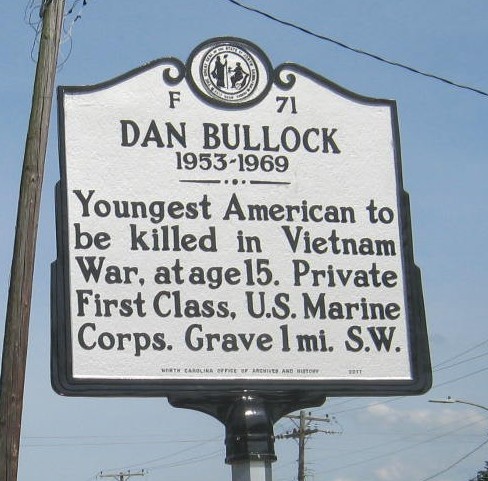 F 71
DAN BULLOCK
1953-1969
Youngest American to
be killed in Vietnam
War, at age 15. Private
First Class, U.S. Marine
Corps. Grave 1 mi. S.W.
NORTH CAROLINA OFFICE OF ARCHIVES AND HISTORY